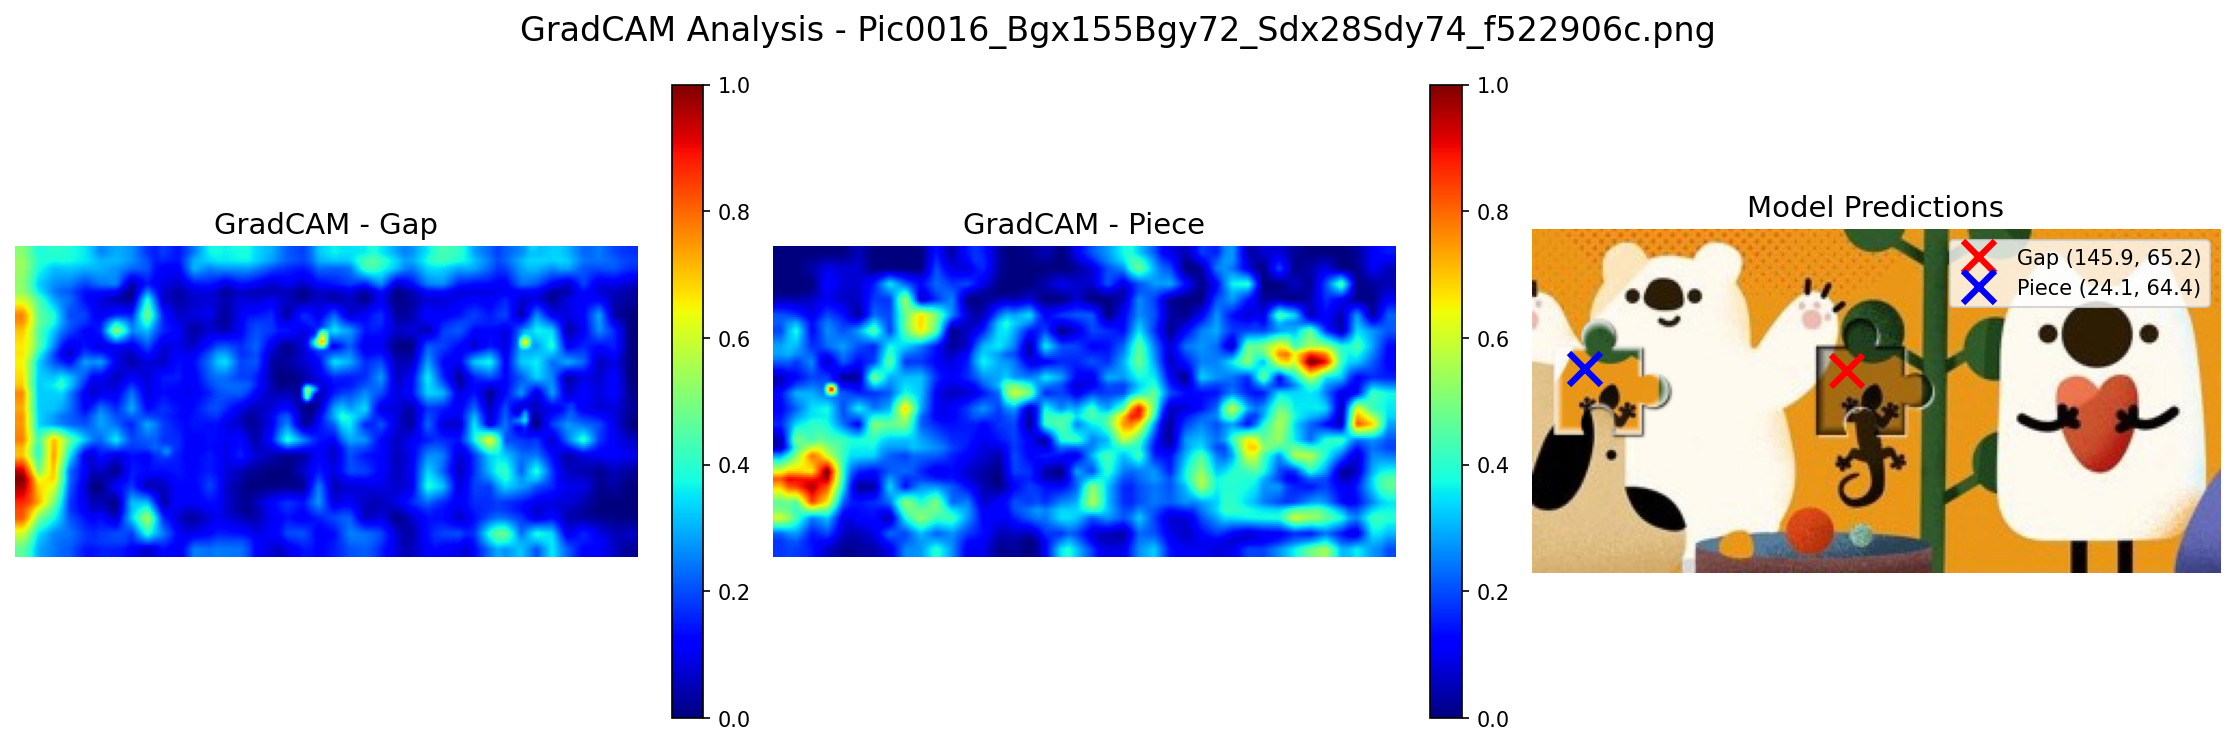 GradCAM Analysis - Pic0016_Bgx155Bgy72_Sdx28Sdy74_f522906c.png
GradCAM - Gap
1.0
0.8
0.6
0.4
0.2
0.0
GradCAM - Piece
1.0
0.8
0.6
0.4
0.2
0.0
Model Predictions
Gap (145.9, 65.2)
Piece (24.1, 64.4)